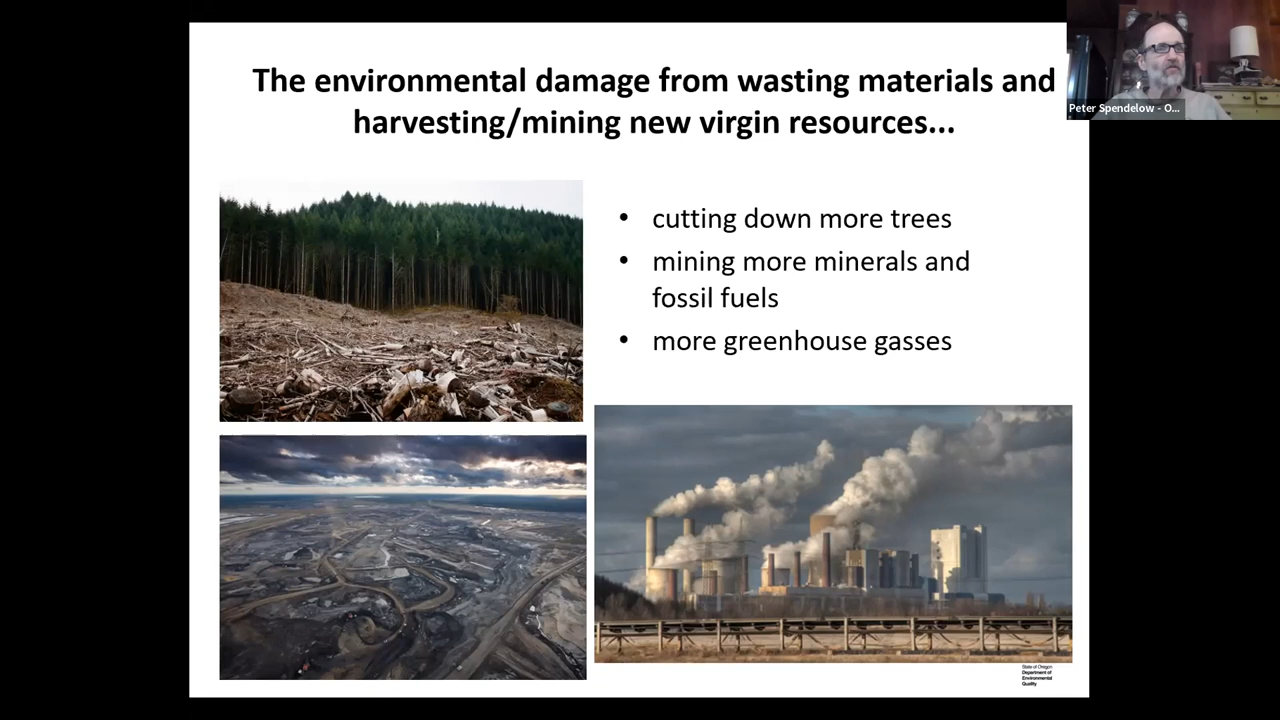 The environmental damage from wasting materials and
harvesting/mining new virgin resources...
Peter Spendelow - O...
• cutting down more trees
• mining more minerals and
fossil fuels
• more greenhouse gasses
State of Oregon
Department of
Environmental
Quality